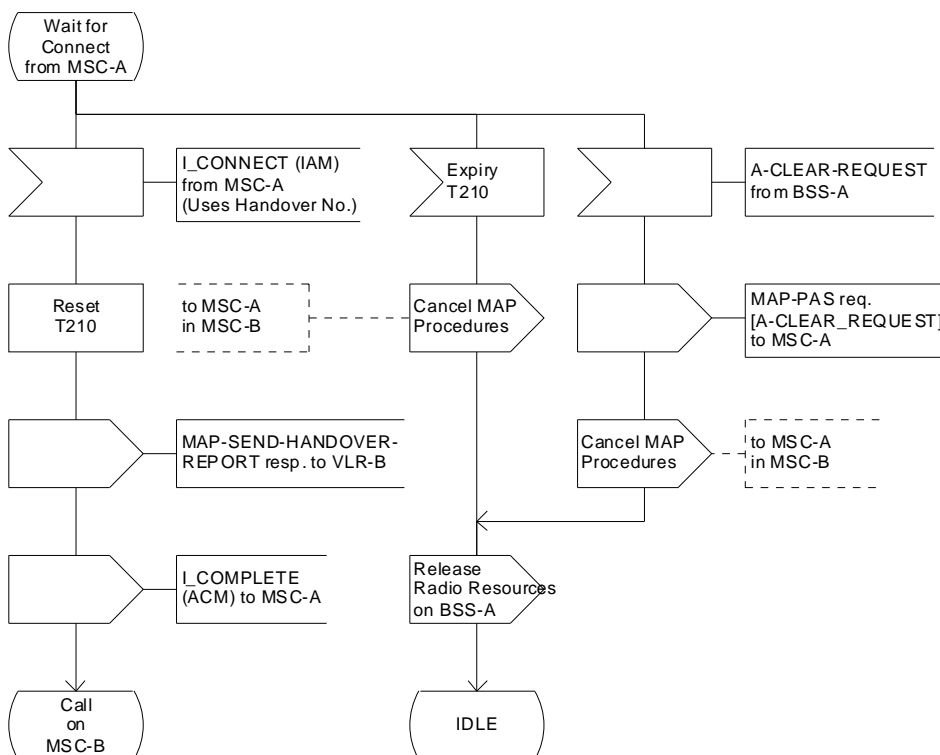 Wait for
Connect
from MSC-A
I_CONNECT (IAM)
from MSC-A
(Uses Handover No.)
Expiry
T210
A-CLEAR-REQUEST
from BSS-A
Reset
T210
to MSC-A
in MSC-B
Cancel MAP
Procedures
MAP-PAS req.
[A-CLEAR_REQUEST]
to MSC-A
MAP-SEND-HANDOVER-
REPORT resp. to VLR-B
Cancel MAP
Procedures
to MSC-A
in MSC-B
I_COMPLETE
(ACM) to MSC-A
Release
Radio Resources
on BSS-A
Call
on
MSC-B
IDLE